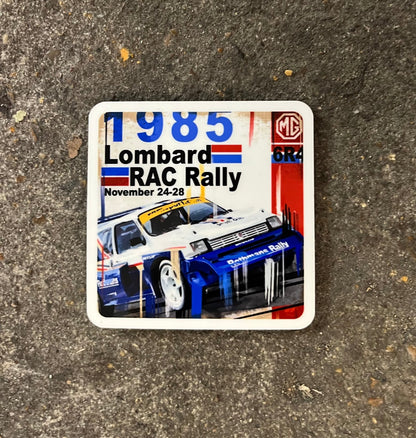 1985
MG
Lombard
6R4
RAC Rally
November 24-28
Rothmans Rally